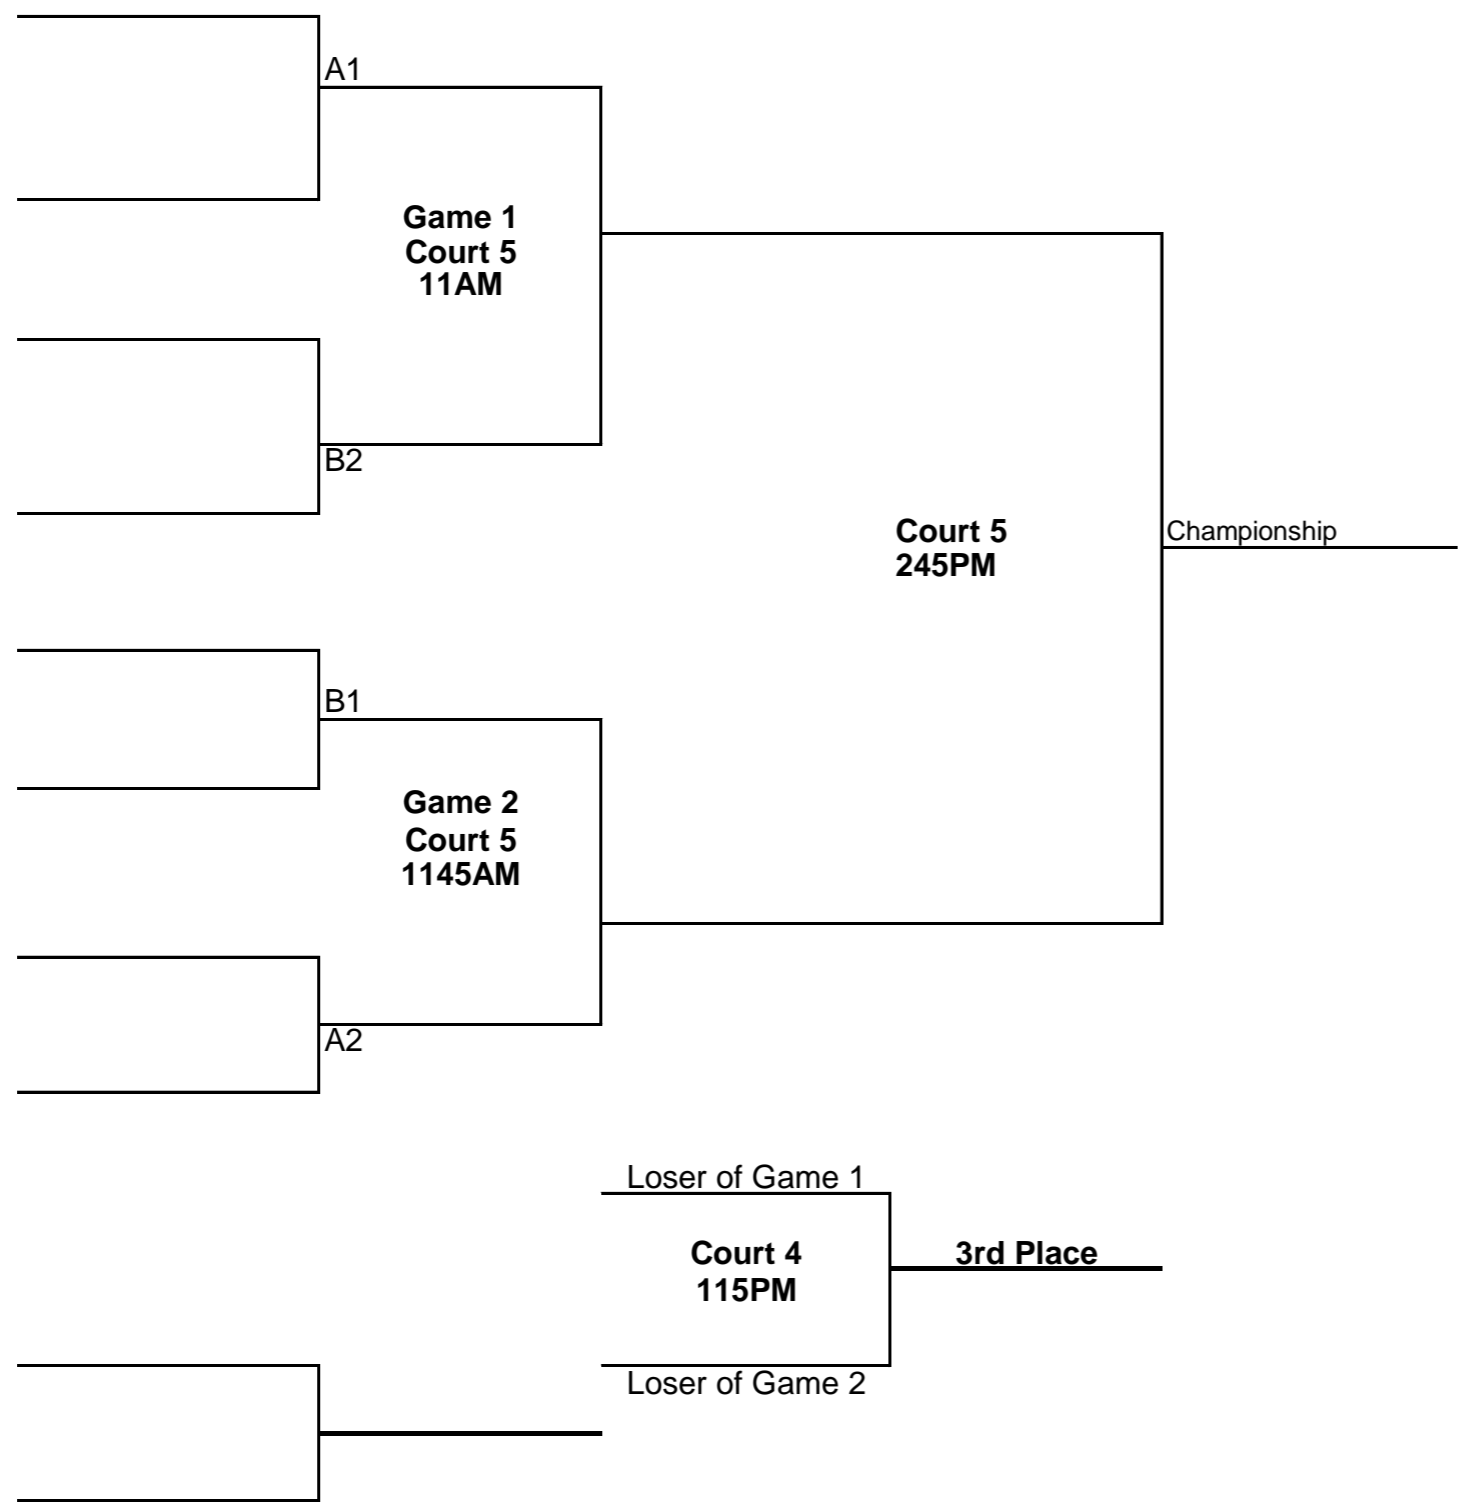 A1
Game 1
Court 5
11AM
B2
Court 5
245PM
Championship
B1
Game 2
Court 5
1145AM
A2
Loser of Game 1
Court 4
115PM
3rd Place
Loser of Game 2